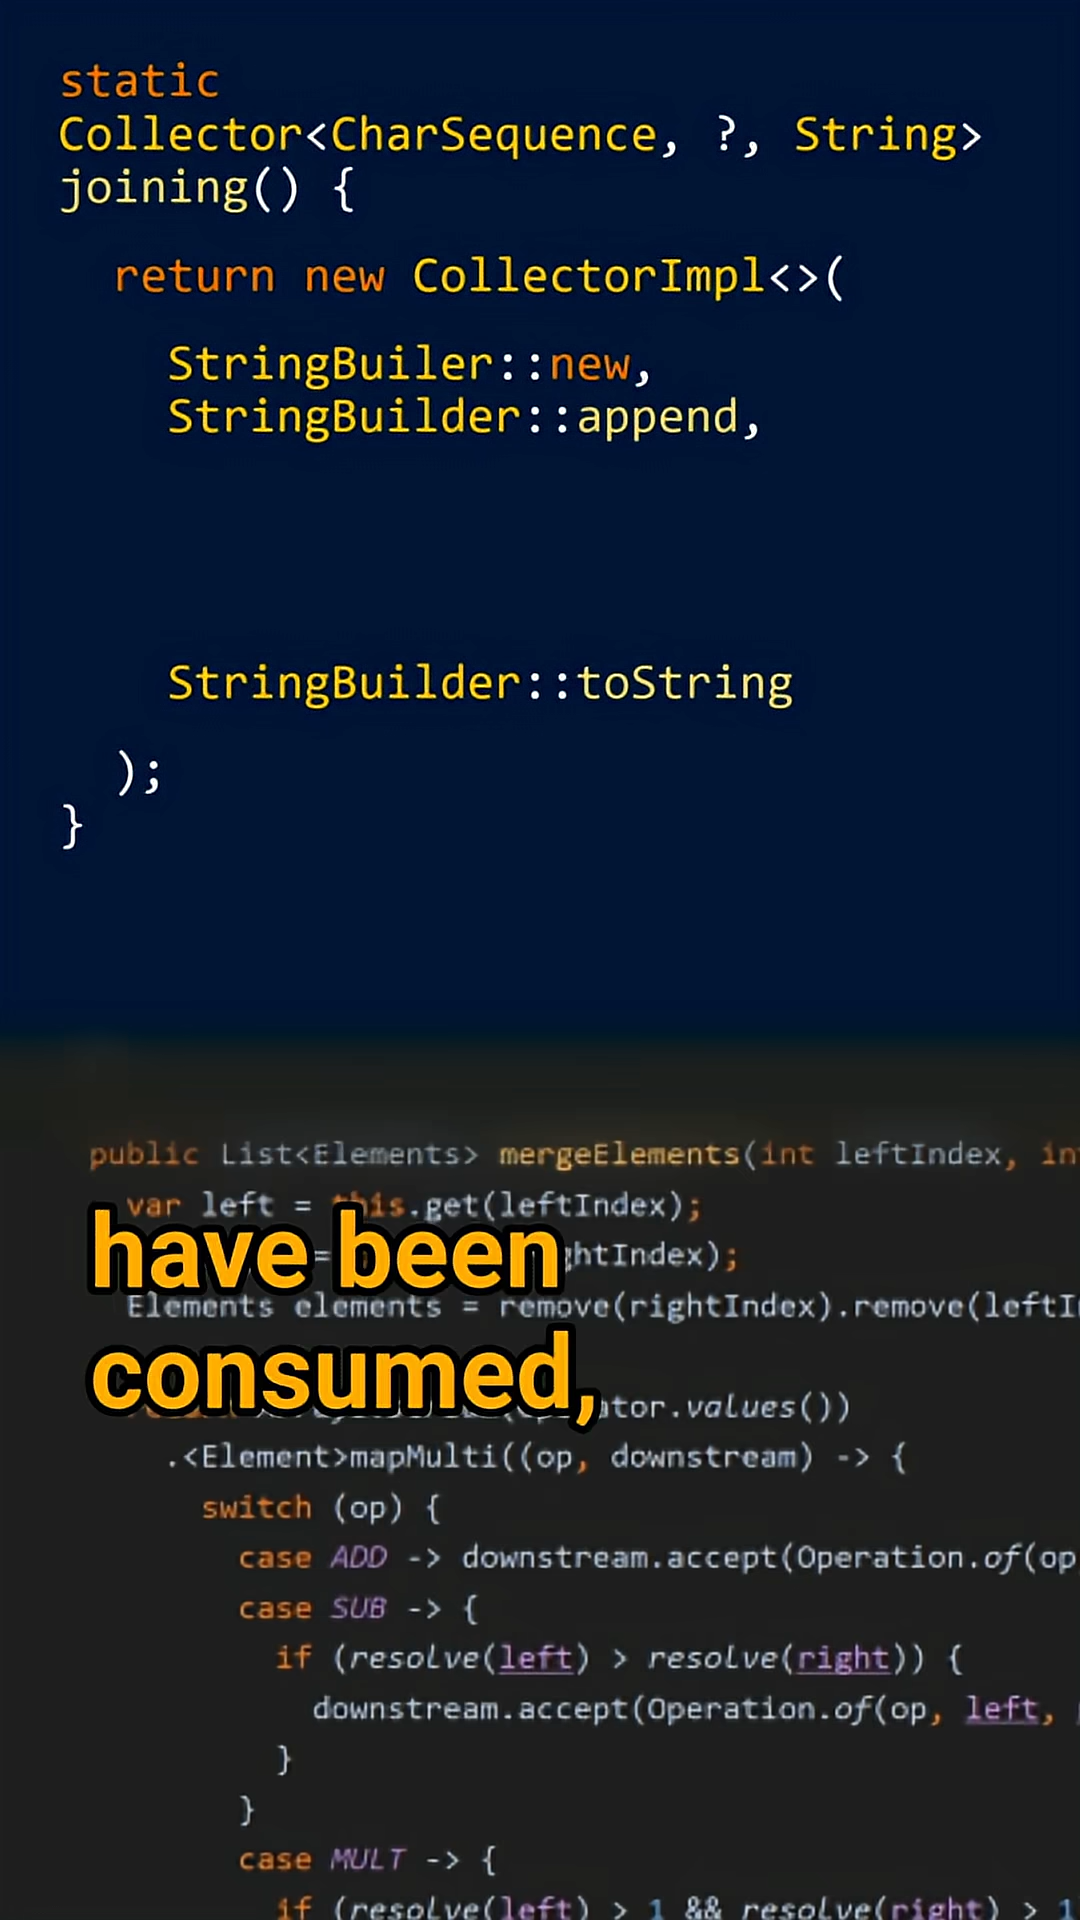 static
Collector<CharSequence, ?, String>
joining() {
return new CollectorImpl<>(
StringBuiler::new,
StringBuilder::append,
StringBuilder::toString
);
}
public List<Elements> mergeElements(int leftIndex, in
var left = this.get(leftIndex);
have been
= ghtIndex);
Elements elements = remove(rightIndex).remove(leftI
consumed,
ator.values())
.<Element>mapMulti((op, downstream) -> {
switch (op) {
case ADD -> downstream.accept(Operation.of(op
case SUB -> {
if (resolve(left) > resolve(right)) {
downstream.accept(Operation.of(op, left,
}
}
case MULT -> {
if (resolve(left) > 1 && resolve(right) > 1